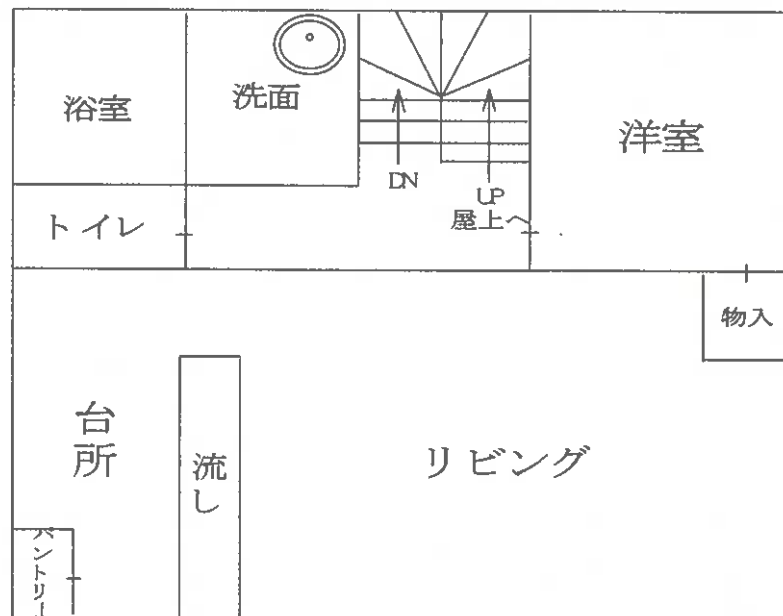 浴室
洗面
洋室
DN
UP
屋上へ
トイレ
物入
台所
流し
リビング
パントリー